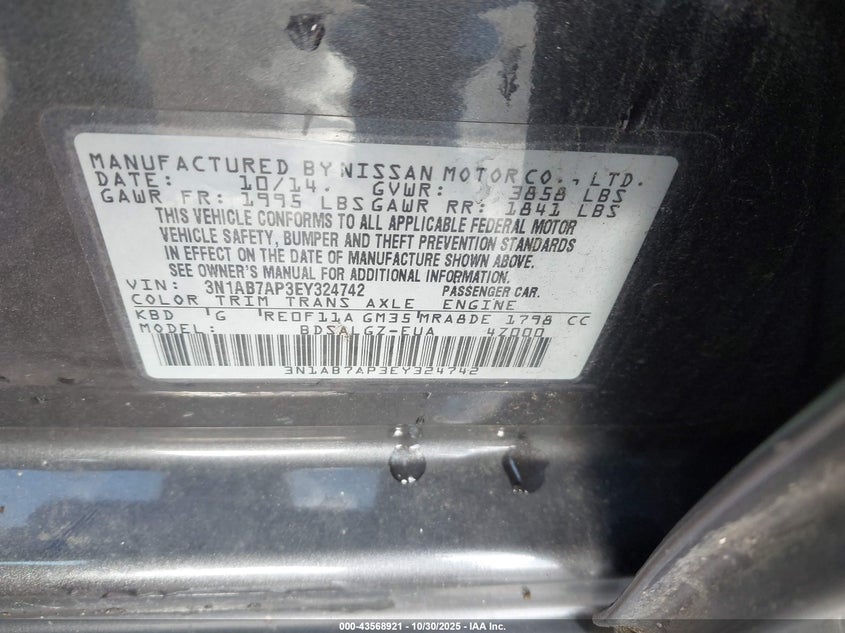 MANUFACTURED BY NISSAN MOTOR CO., LTD.
DATE: 10/14. GVWR: 3858 LBS
GAWR FR: 1995 LBS GAWR RR: 1841 LBS
THIS VEHICLE CONFORMS TO ALL APPLICABLE FEDERAL MOTOR
VEHICLE SAFETY, BUMPER AND THEFT PREVENTION STANDARDS
IN EFFECT ON THE DATE OF MANUFACTURE SHOWN ABOVE.
SEE OWNER'S MANUAL FOR ADDITIONAL INFORMATION.
VIN: 3N1AB7AP3EY324742 PASSENGER CAR.
COLOR TRIM TRANS AXLE ENGINE
KBD G RE0F11A GM35 MRA8DE 1798 CC
MODEL: BDSALGZ-EUA 4Z000
3N1AB7AP3EY324742
000-43568921 - 10/30/2025 - IAA Inc.